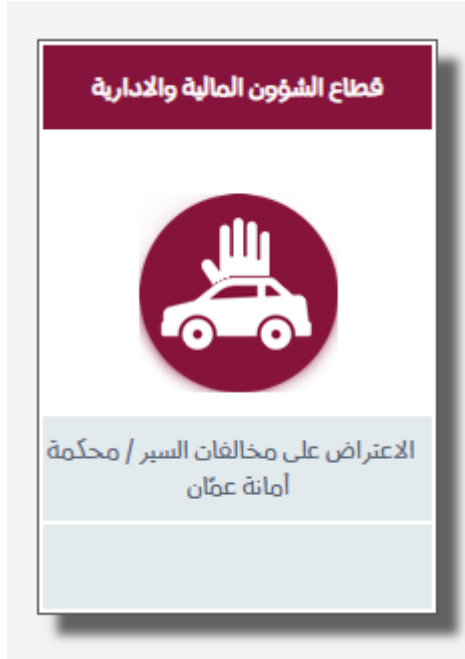 قطاع الشؤون المالية والادارية
الاعتراض على مخالفات السير / محكمة
أمانة عمّان